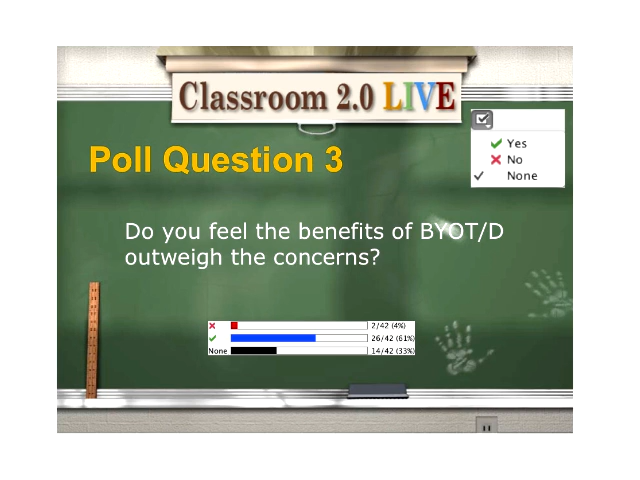 Classroom 2.0 LIVE
Poll Question 3
Yes
No
None
Do you feel the benefits of BYOT/D
outweigh the concerns?
2/42 (4%)
26/42 (61%)
None 14/42 (33%)